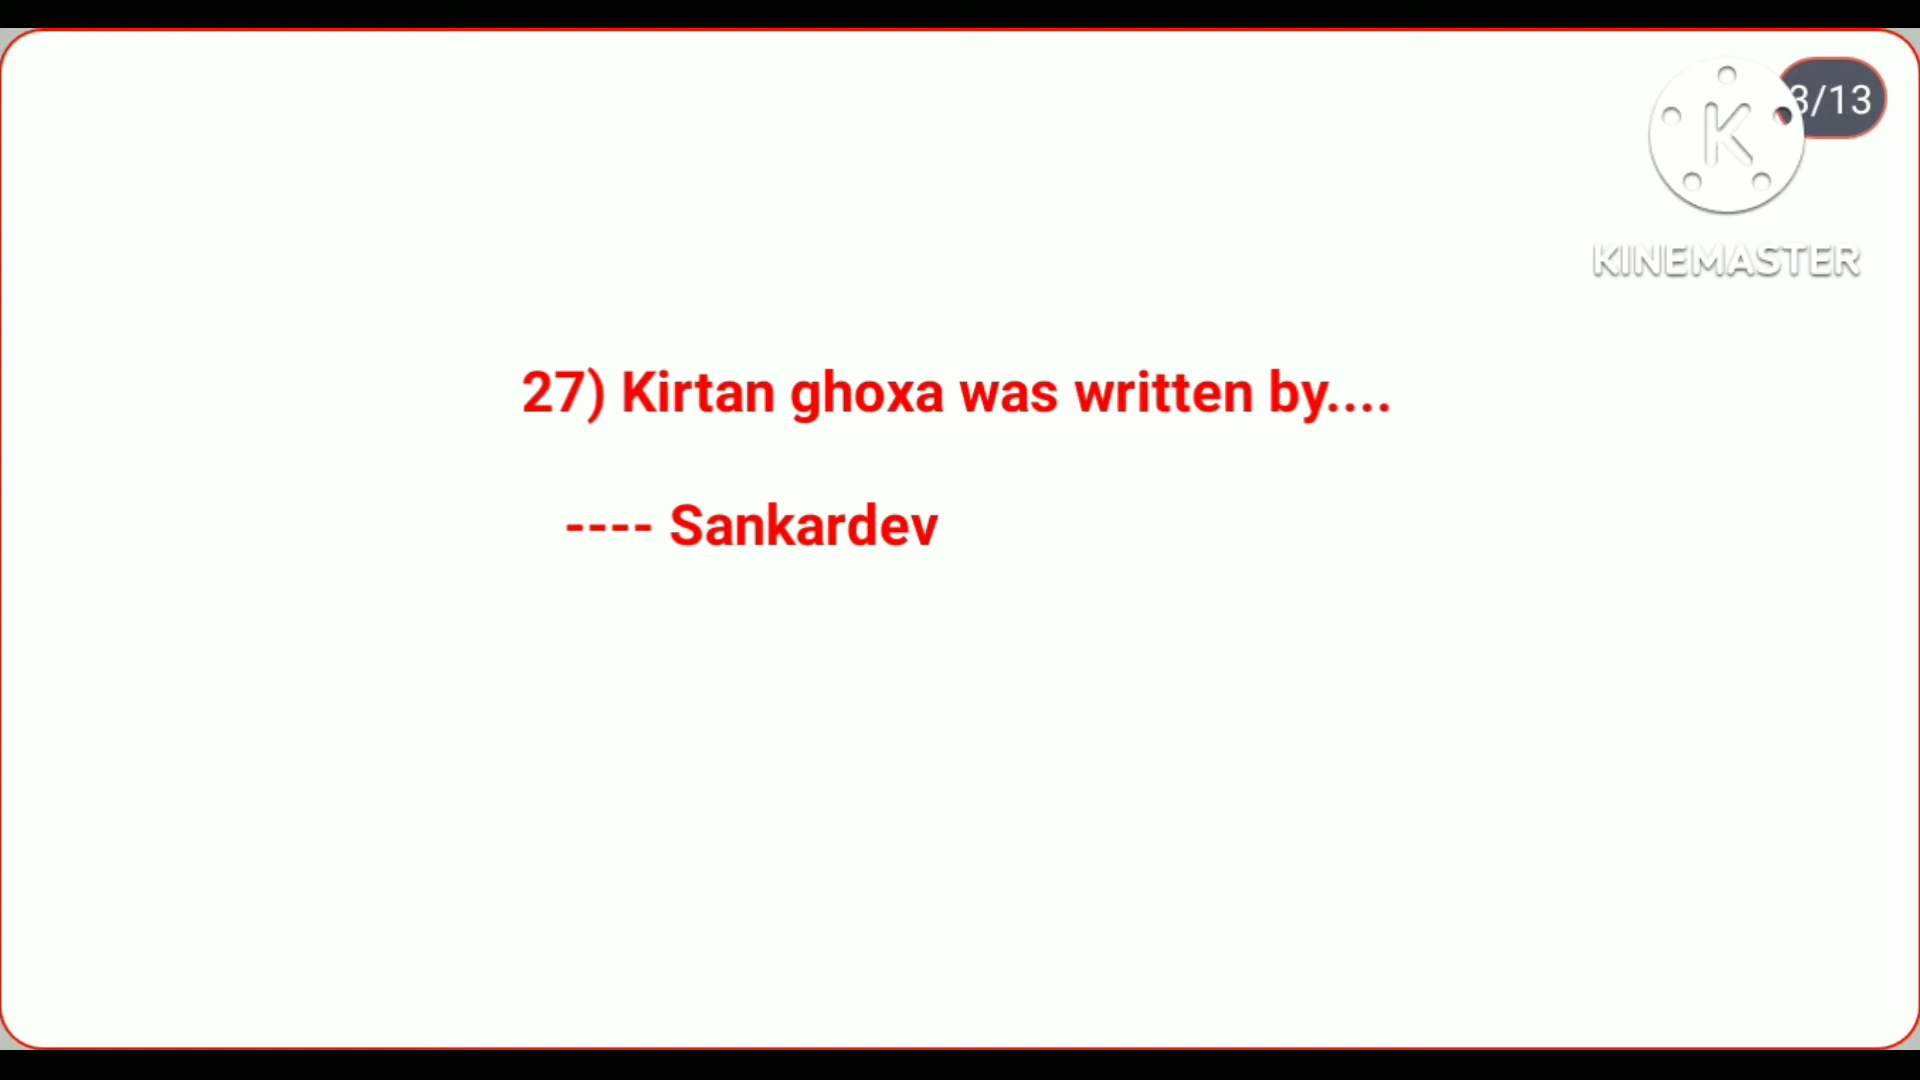 3/13
K
KINEMASTER
27) Kirtan ghoxa was written by....
---- Sankardev